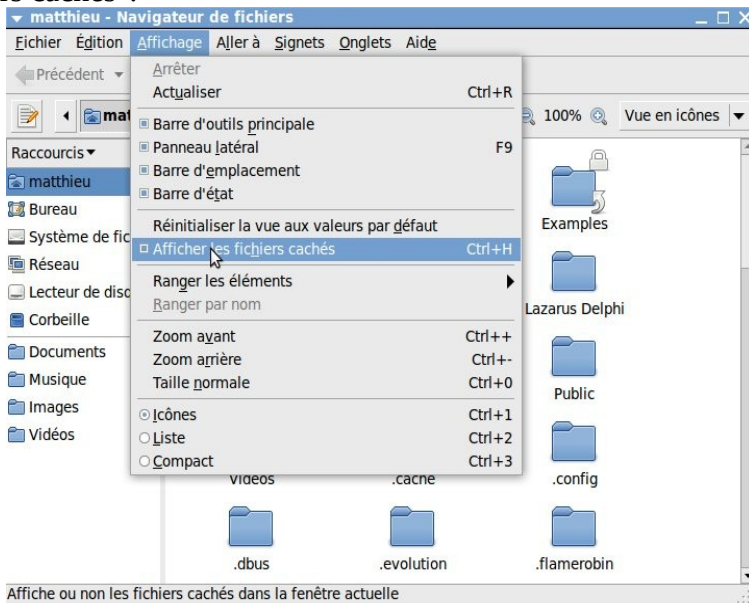 matthieu - Navigateur de fichiers
Fichier Édition Affichage Aller à Signets Onglets Aide
Précédent
Arrêter
Actualiser Ctrl+R
Barre d'outils principale
Panneau latéral F9
Barre d'emplacement
Barre d'état
Réinitialiser la vue aux valeurs par défaut
Afficher les fichiers cachés Ctrl+H
Ranger les éléments
Ranger par nom
Zoom avant Ctrl++
Zoom arrière Ctrl+-
Taille normale Ctrl+0
Icônes Ctrl+1
Liste Ctrl+2
Compact Ctrl+3
mat
100% Vue en icônes
Raccourcis
matthieu
Bureau
Système de fic
Réseau
Lecteur de disq
Corbeille
Documents
Musique
Images
Vidéos
Examples
Lazarus Delphi
Public
Vidéos .cache .config
.dbus .evolution .flamerobin
Affiche ou non les fichiers cachés dans la fenêtre actuelle